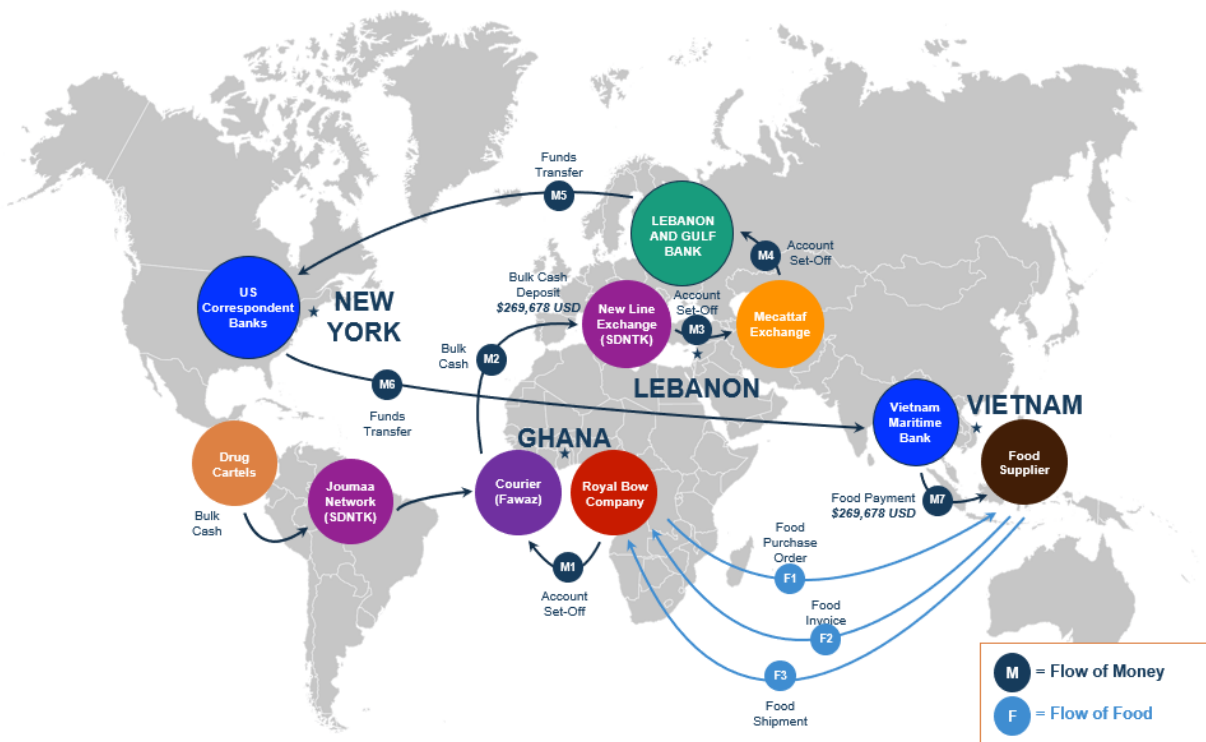 Funds
Transfer
M5
LEBANON
AND GULF
BANK
M4
Account
Set-Off
US
Correspondent
Banks
NEW
YORK
Bulk Cash
Deposit
$269,678 USD
New Line
Exchange
(SDNTK)
Account
Set-Off
M3
Mecattaf
Exchange
Bulk
Cash
M2
M6
Funds
Transfer
LEBANON
Vietnam
Maritime
Bank
VIETNAM
Food
Supplier
GHANA
Drug
Cartels
Bulk
Cash
Joumaa
Network
(SDNTK)
Courier
(Fawaz)
Royal Bow
Company
M1
Account
Set-Off
Food Payment
$269,678 USD
M7
Food
Purchase
Order
F1
Food
Invoice
F2
F3
Food
Shipment
M = Flow of Money
F = Flow of Food